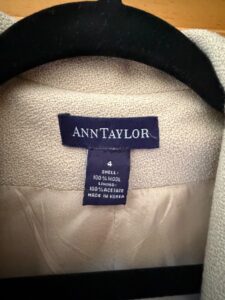 ANNTAYLOR
4
SHELL-
100% WOOL
LINING-
100% ACETATE
MADE IN KOREA